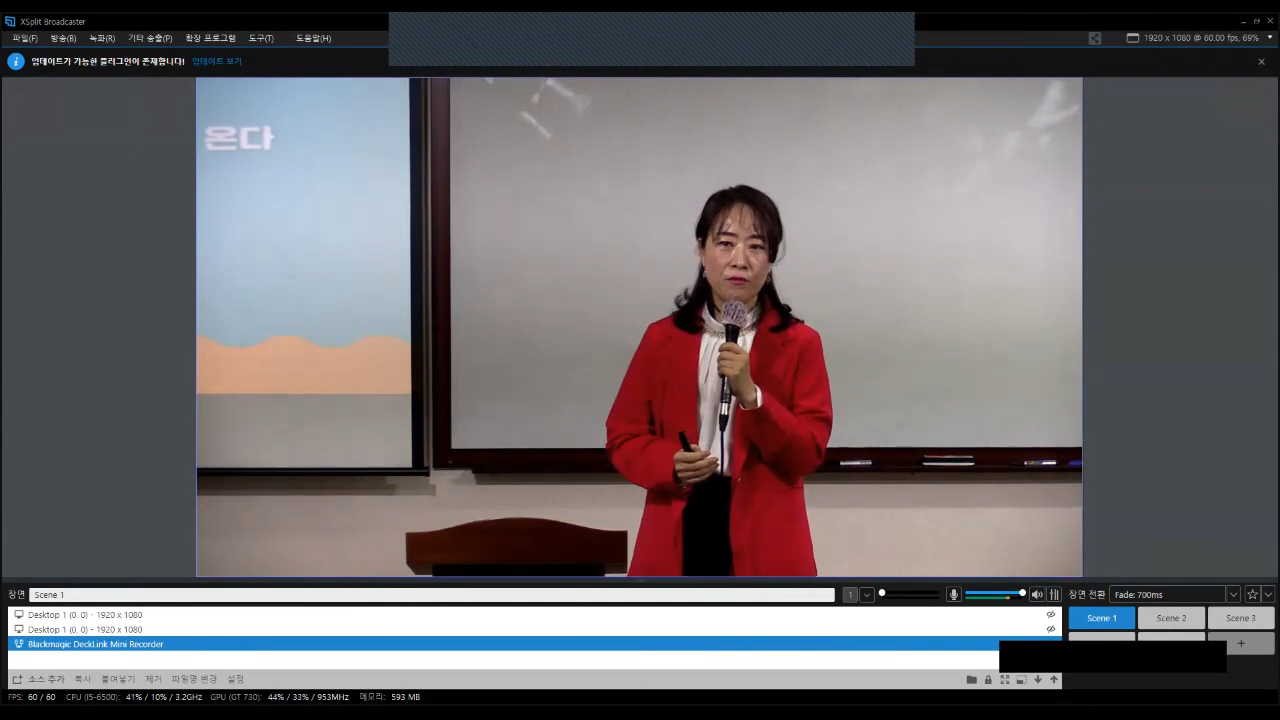 XSplit Broadcaster
파일(F) 방송(B) 녹화(R) 기타 송출(P) 확장 프로그램 도구(T) 도움말(H)
1920 x 1080 @ 60.00 fps, 69%
업데이트가 가능한 플러그인이 존재합니다! 업데이트 보기
온다
장면 Scene 1
1
장면 전환 Fade: 700ms
Desktop 1 (0, 0) - 1920 x 1080
Desktop 1 (0, 0) - 1920 x 1080
Blackmagic DeckLink Mini Recorder
Scene 1 Scene 2 Scene 3
+
소스 추가 복사 붙여넣기 제거 파일명 변경 설정
FPS: 60 / 60 CPU (I5-6500): 41% / 10% / 3.2GHz GPU (GT 730): 44% / 33% / 953MHz 메모리: 593 MB